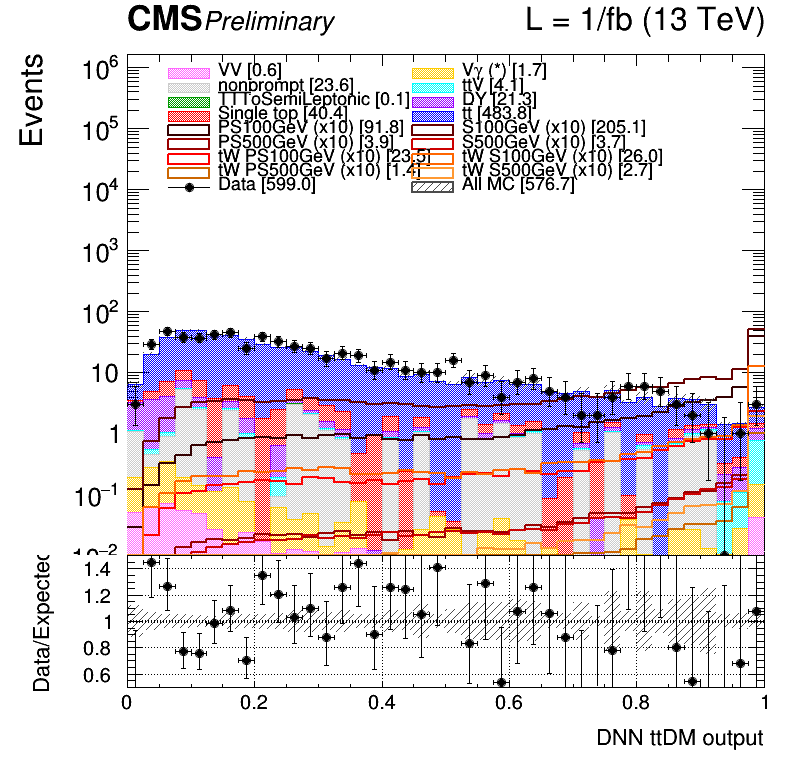 CMS Preliminary L = 1/fb (13 TeV)
Events
10^6
10^5
10^4
10^3
10^2
10
1
10^-1
10^-2
VV [0.6] Vγ (*) [1.7]
nonprompt [23.6] ttV [4.1]
TTToSemiLeptonic [0.1] DY [21.3]
Single top [40.4] tt [483.8]
PS100GeV (x10) [91.8] S100GeV (x10) [205.1]
PS500GeV (x10) [3.9] S500GeV (x10) [3.7]
tW PS100GeV (x10) [23.5] tW S100GeV (x10) [26.0]
tW PS500GeV (x10) [1.4] tW S500GeV (x10) [2.7]
Data [599.0] All MC [576.7]
Data/Expected
1.4
1.2
1
0.8
0.6
0 0.2 0.4 0.6 0.8 1
DNN ttDM output